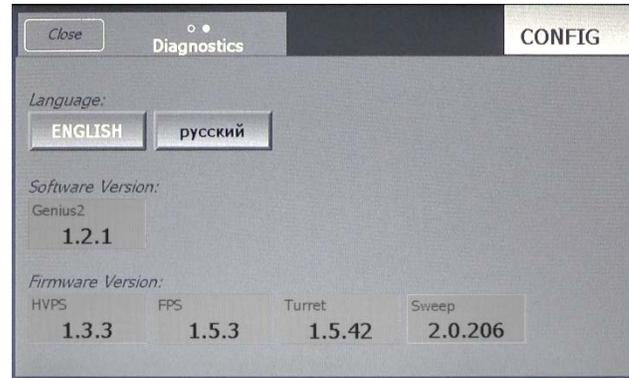 Close
Diagnostics
CONFIG
Language:
ENGLISH русский
Software Version:
Genius2
1.2.1
Firmware Version:
HVPS FPS Turret Sweep
1.3.3 1.5.3 1.5.42 2.0.206